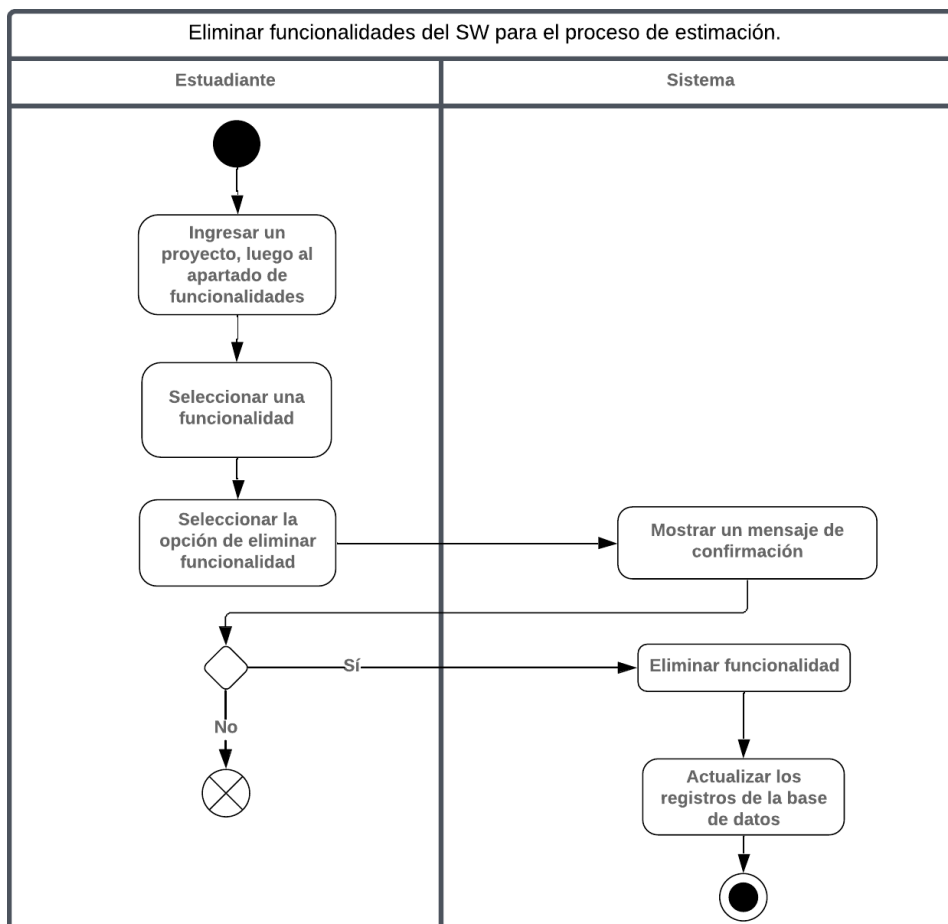 Eliminar funcionalidades del SW para el proceso de estimación.
Estuadiante
Sistema
Ingresar un
proyecto, luego al
apartado de
funcionalidades
Seleccionar una
funcionalidad
Seleccionar la
opción de eliminar
funcionalidad
Mostrar un mensaje de
confirmación
Sí
Eliminar funcionalidad
No
Actualizar los
registros de la base
de datos